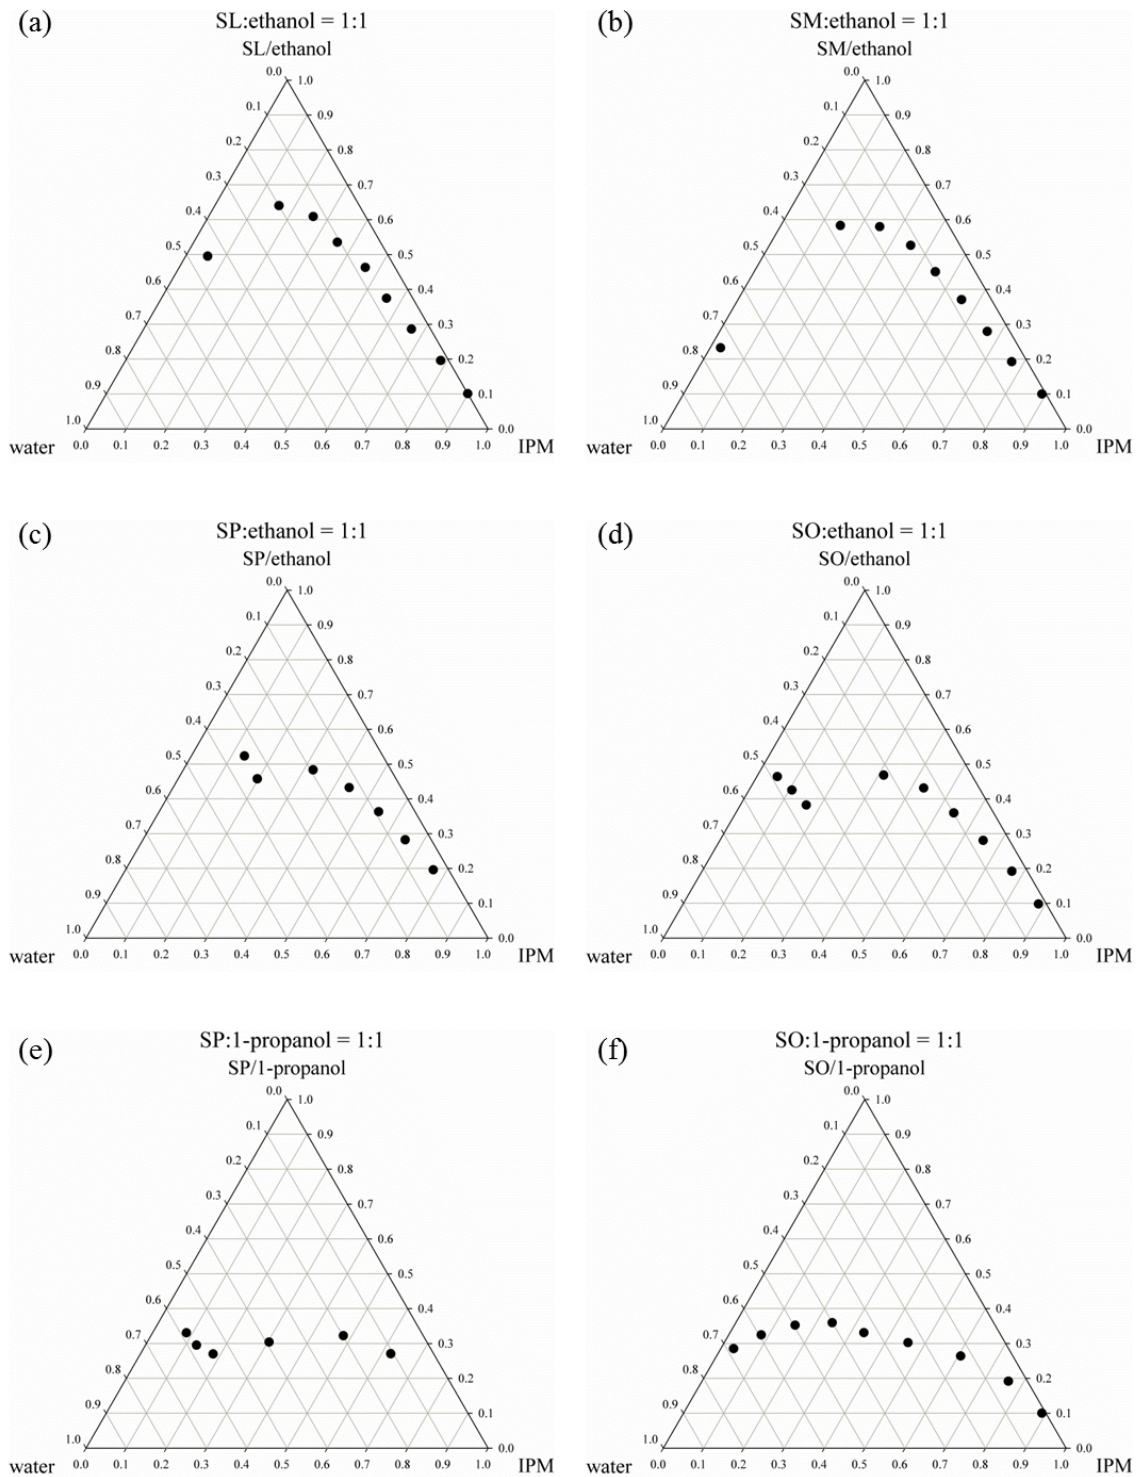 (a)
SL:ethanol = 1:1
SL/ethanol
0.0 1.0
0.1 0.9
0.2 0.8
0.3 0.7
0.4 0.6
0.5 0.5
0.6 0.4
0.7 0.3
0.8 0.2
0.9 0.1
1.0 0.0
0.0 0.1 0.2 0.3 0.4 0.5 0.6 0.7 0.8 0.9 1.0
water IPM
(b)
SM:ethanol = 1:1
SM/ethanol
0.0 1.0
0.1 0.9
0.2 0.8
0.3 0.7
0.4 0.6
0.5 0.5
0.6 0.4
0.7 0.3
0.8 0.2
0.9 0.1
1.0 0.0
0.0 0.1 0.2 0.3 0.4 0.5 0.6 0.7 0.8 0.9 1.0
water IPM
(c)
SP:ethanol = 1:1
SP/ethanol
0.0 1.0
0.1 0.9
0.2 0.8
0.3 0.7
0.4 0.6
0.5 0.5
0.6 0.4
0.7 0.3
0.8 0.2
0.9 0.1
1.0 0.0
0.0 0.1 0.2 0.3 0.4 0.5 0.6 0.7 0.8 0.9 1.0
water IPM
(d)
SO:ethanol = 1:1
SO/ethanol
0.0 1.0
0.1 0.9
0.2 0.8
0.3 0.7
0.4 0.6
0.5 0.5
0.6 0.4
0.7 0.3
0.8 0.2
0.9 0.1
1.0 0.0
0.0 0.1 0.2 0.3 0.4 0.5 0.6 0.7 0.8 0.9 1.0
water IPM
(e)
SP:1-propanol = 1:1
SP/1-propanol
0.0 1.0
0.1 0.9
0.2 0.8
0.3 0.7
0.4 0.6
0.5 0.5
0.6 0.4
0.7 0.3
0.8 0.2
0.9 0.1
1.0 0.0
0.0 0.1 0.2 0.3 0.4 0.5 0.6 0.7 0.8 0.9 1.0
water IPM
(f)
SO:1-propanol = 1:1
SO/1-propanol
0.0 1.0
0.1 0.9
0.2 0.8
0.3 0.7
0.4 0.6
0.5 0.5
0.6 0.4
0.7 0.3
0.8 0.2
0.9 0.1
1.0 0.0
0.0 0.1 0.2 0.3 0.4 0.5 0.6 0.7 0.8 0.9 1.0
water IPM